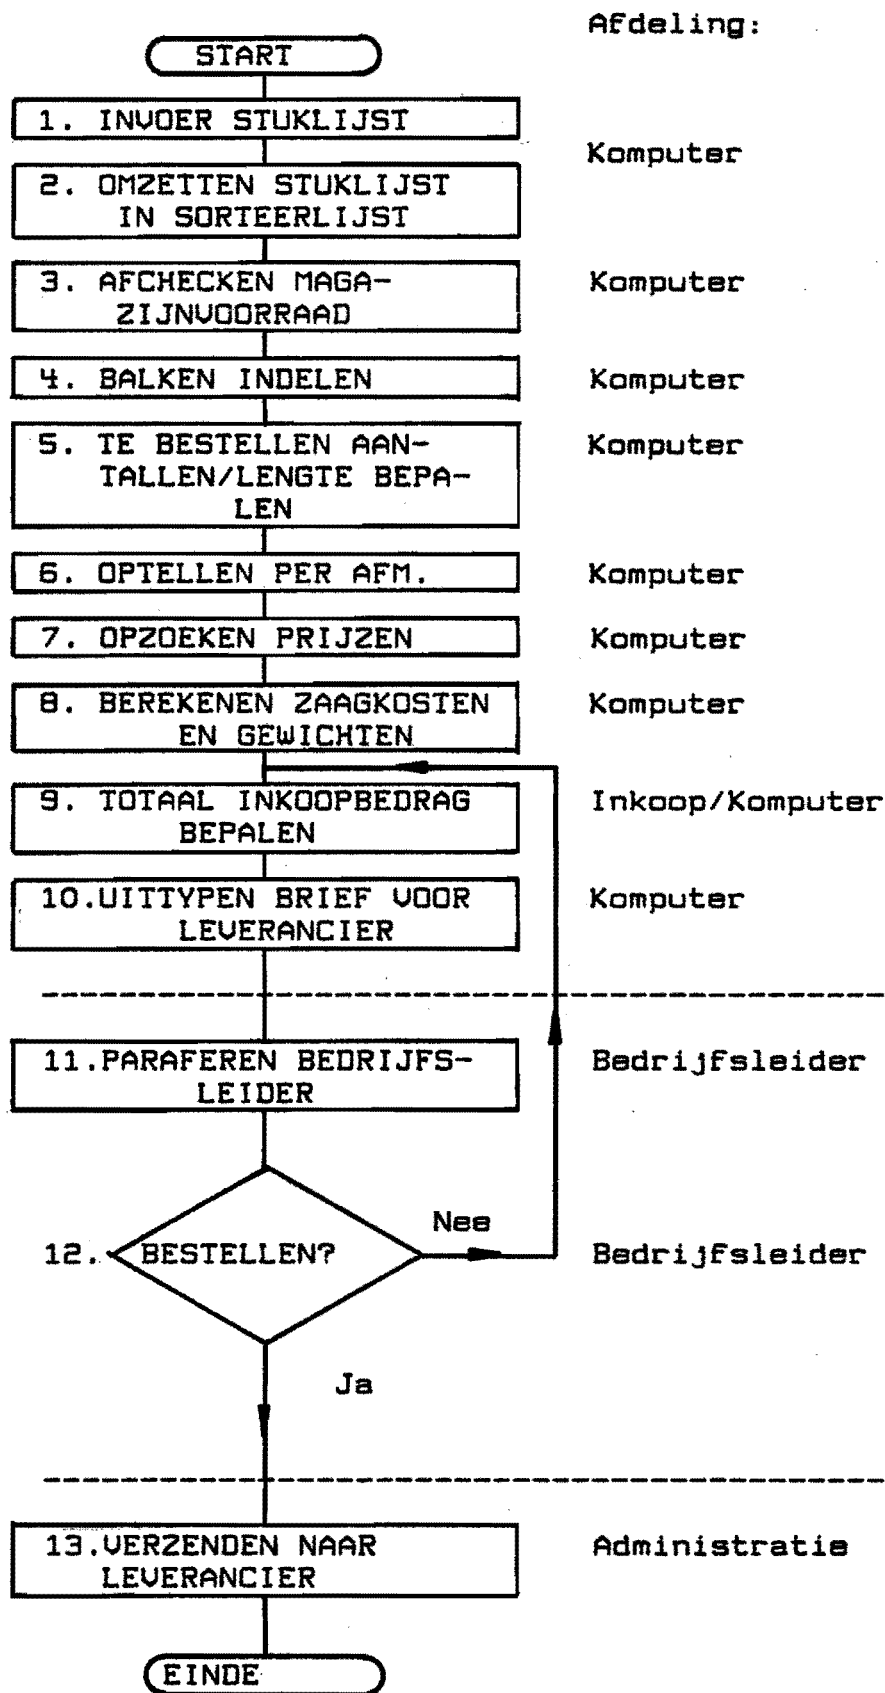 Afdeling:
START
1. INVOER STUKLIJST
Komputer
2. OMZETTEN STUKLIJST
IN SORTEERLIJST
3. AFCHECKEN MAGA- Komputer
ZIJNVOORRAAD
4. BALKEN INDELEN Komputer
5. TE BESTELLEN AAN- Komputer
TALLEN/LENGTE BEPA-
LEN
6. OPTELLEN PER AFM. Komputer
7. OPZOEKEN PRIJZEN Komputer
8. BEREKENEN ZAAGKOSTEN Komputer
EN GEWICHTEN
9. TOTAAL INKOOPBEDRAG Inkoop/Komputer
BEPALEN
10.UITTYPEN BRIEF VOOR Komputer
LEVERANCIER
11.PARAFEREN BEDRIJFS- Bedrijfsleider
LEIDER
Nee
12. BESTELLEN? Bedrijfsleider
Ja
13.VERZENDEN NAAR Administratie
LEVERANCIER
EINDE